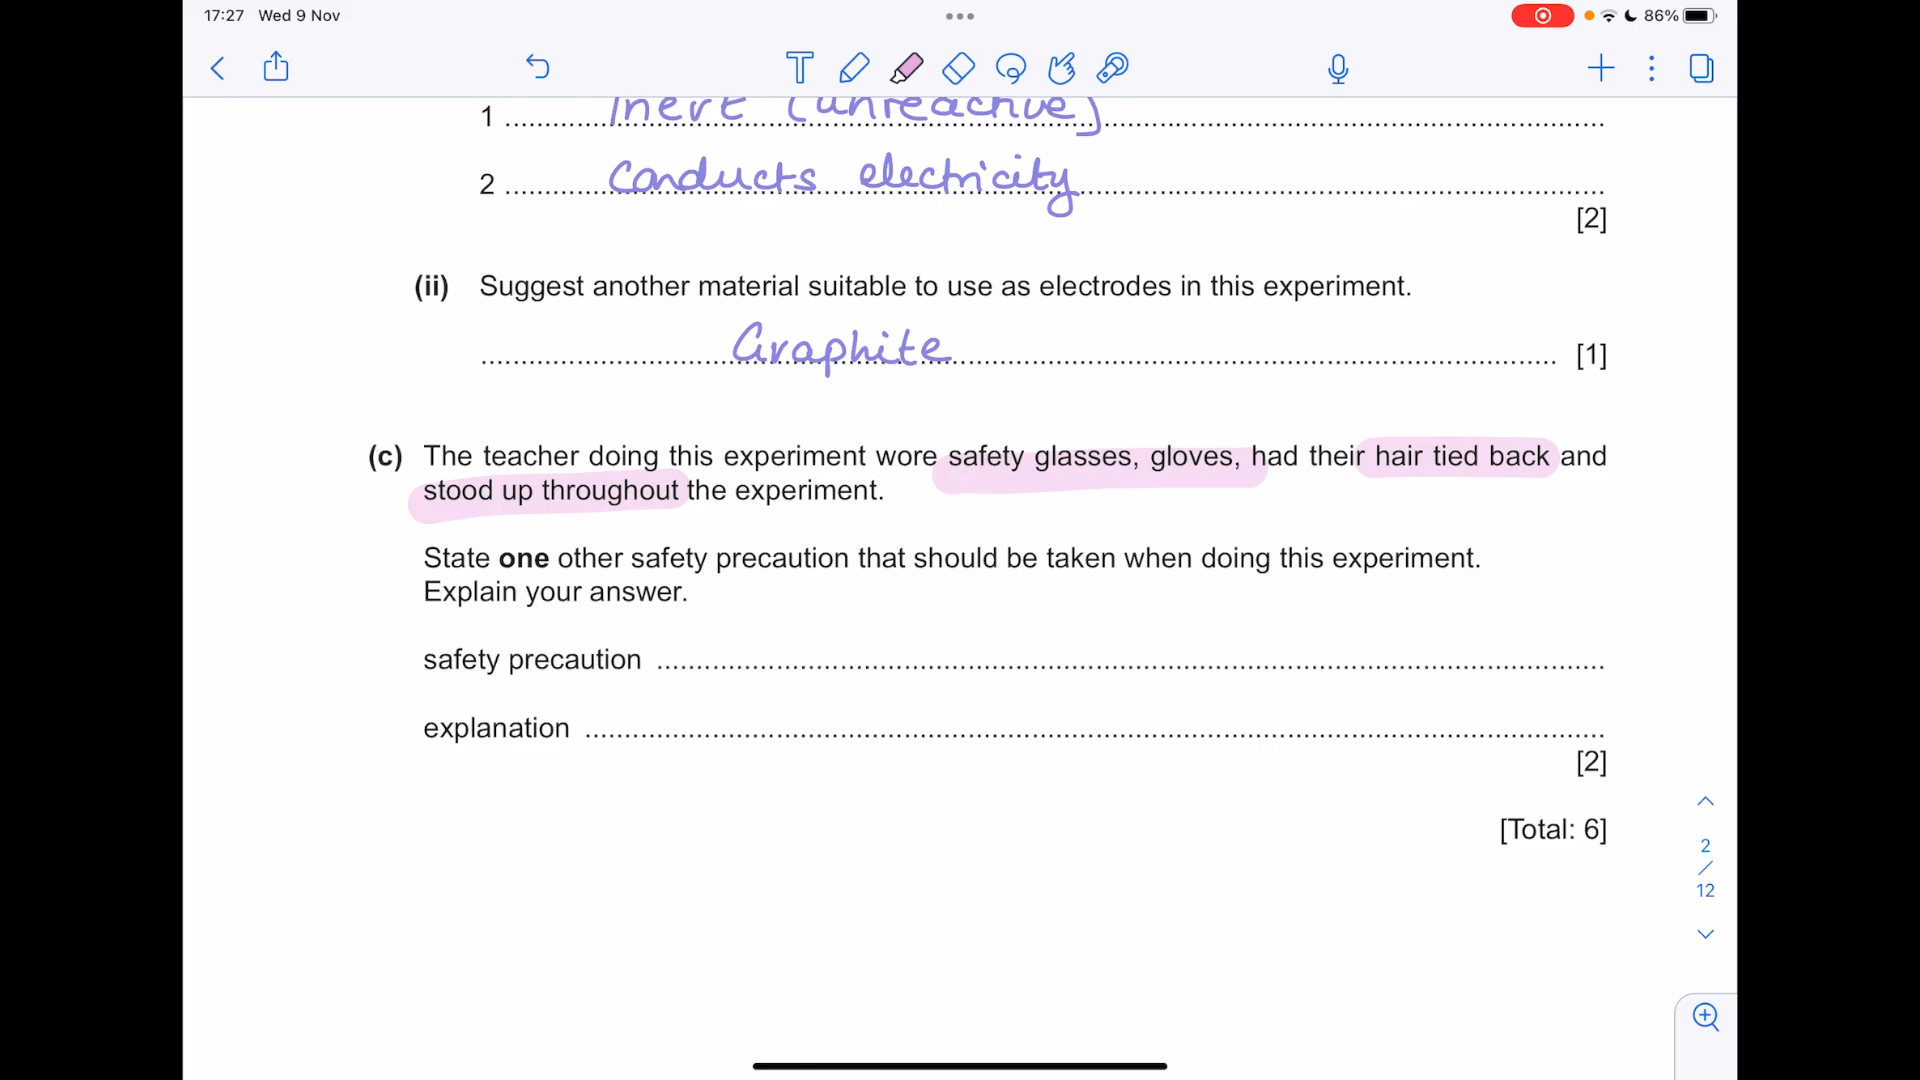 17:27 Wed 9 Nov
86%
1 Inert (unreactive)
2 Conducts electricity
[2]
(ii) Suggest another material suitable to use as electrodes in this experiment.
Graphite [1]
(c) The teacher doing this experiment wore safety glasses, gloves, had their hair tied back and
stood up throughout the experiment.
State one other safety precaution that should be taken when doing this experiment.
Explain your answer.
safety precaution
explanation
[2]
[Total: 6]
2
/
12